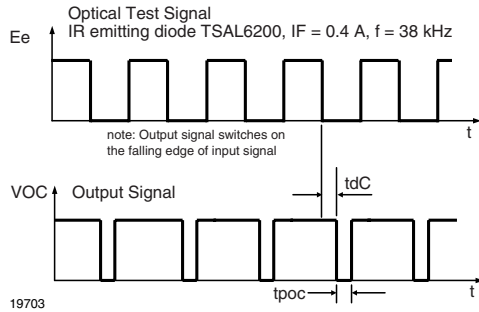 Optical Test Signal
IR emitting diode TSAL6200, IF = 0.4 A, f = 38 kHz
Ee
t
note: Output signal switches on
the falling edge of input signal
tdC
VOC
Output Signal
tpoc
t
19703